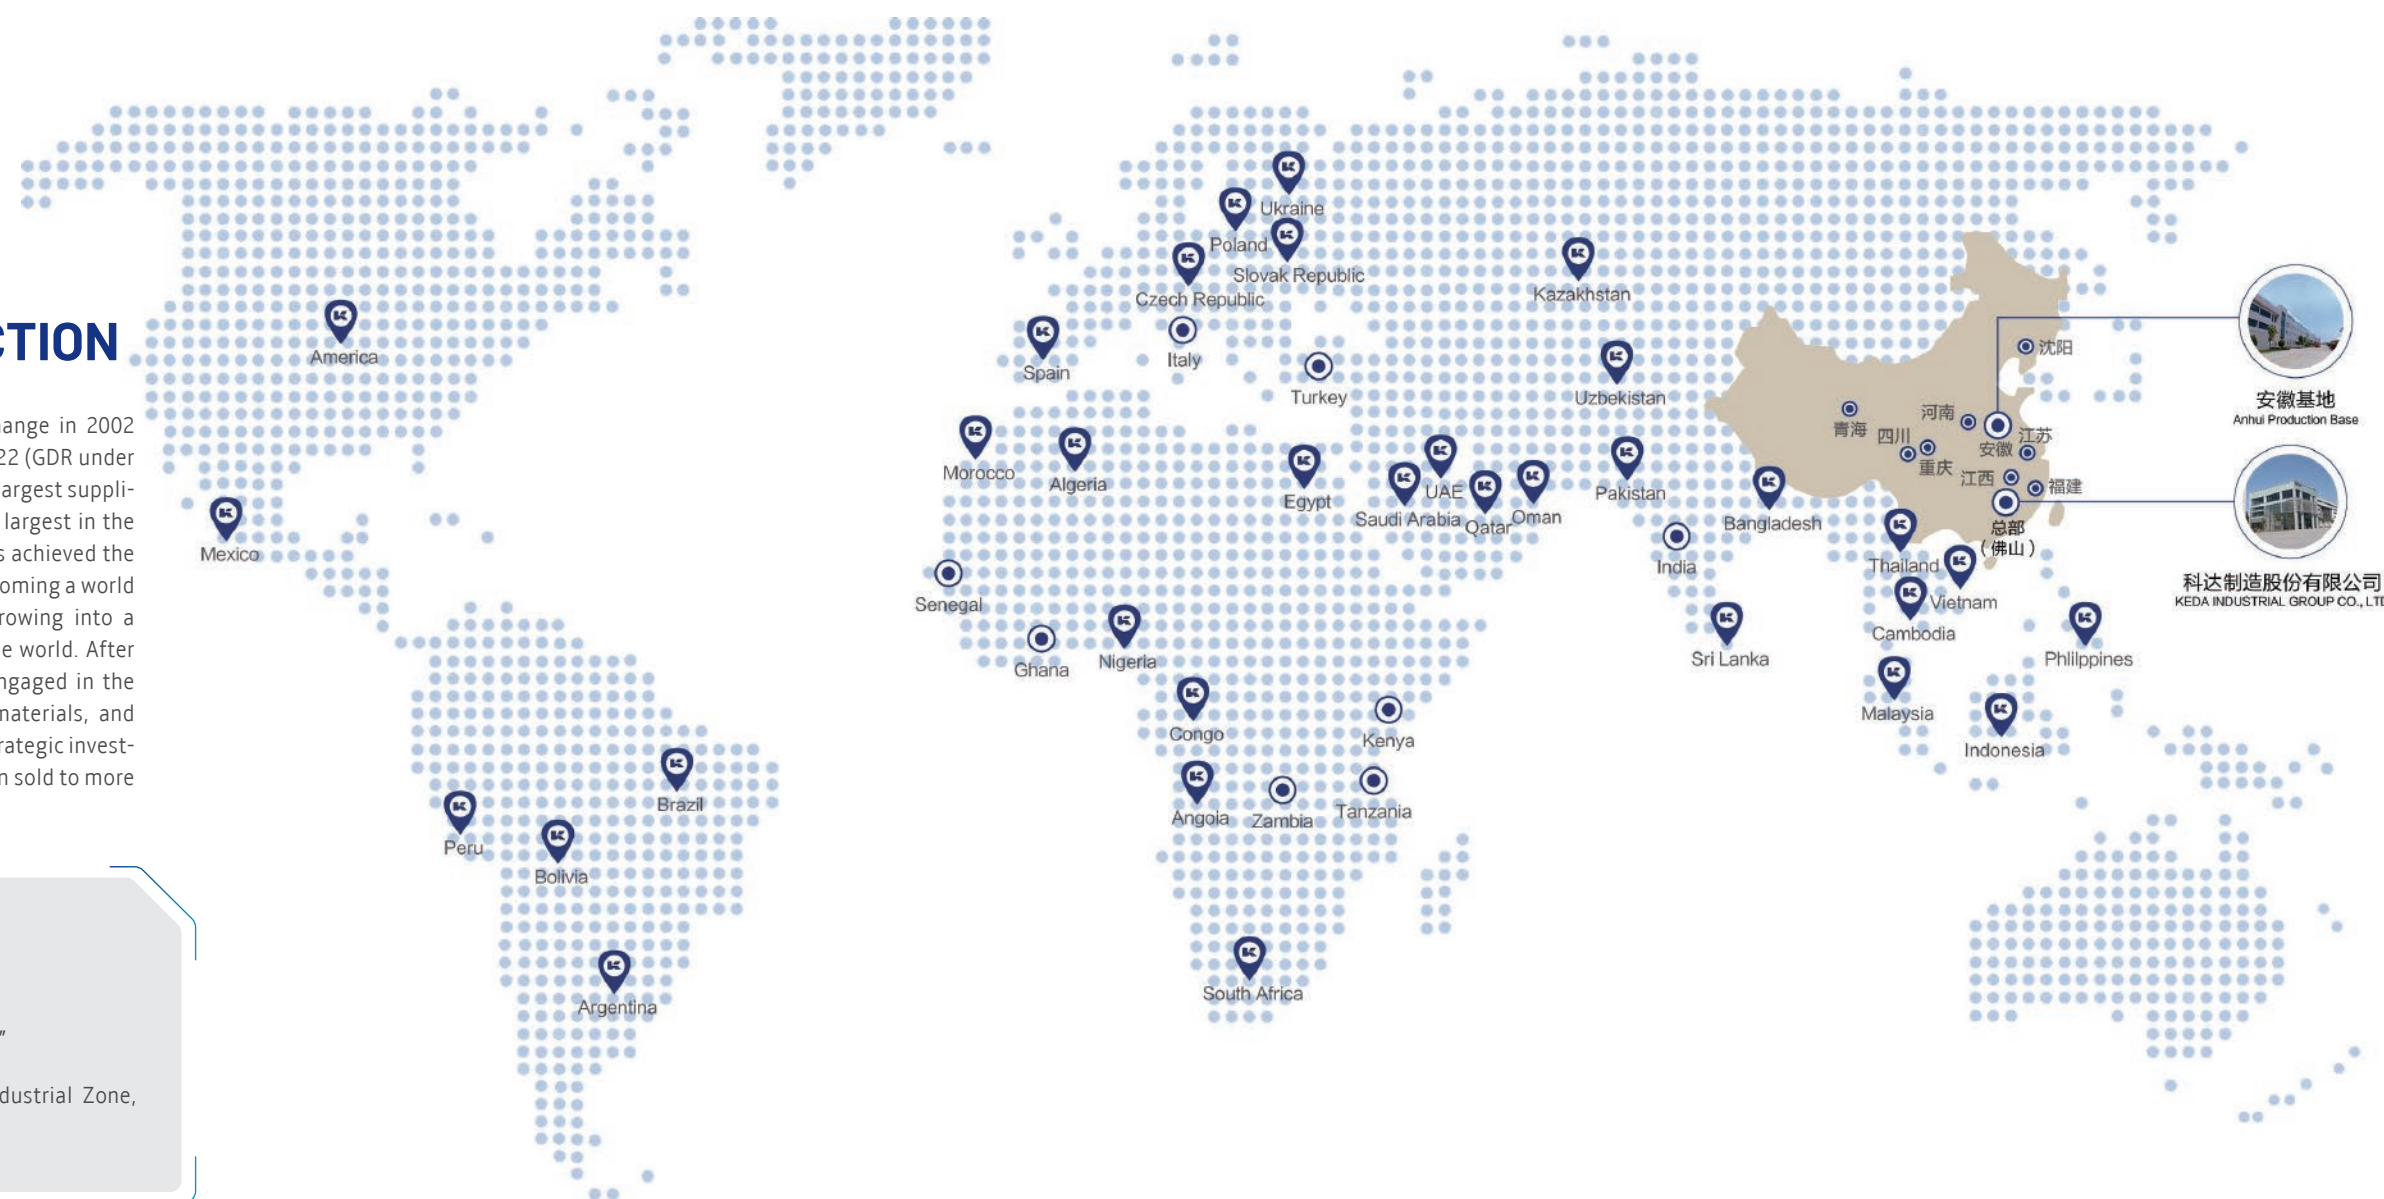 CTION
hange in 2002
22 (GDR under
largest suppli-
largest in the
s achieved the
coming a world
rowing into a
e world. After
ngaged in the
materials, and
rategic invest-
n sold to more
"
dustrial Zone,
America
Mexico
Peru
Brazil
Bolivia
Argentina
Ukraine
Poland
Slovak Republic
Czech Republic
Spain
Italy
Turkey
Kazakhstan
Uzbekistan
Morocco
Algeria
Egypt
UAE
Saudi Arabia
Qatar
Oman
Pakistan
Bangladesh
India
Sri Lanka
Senegal
Ghana
Nigeria
Congo
Kenya
Angoia
Zambia
Tanzania
South Africa
Thailand
Vietnam
Cambodia
Malaysia
Indonesia
Phlilppines
沈阳
河南
青海
四川
重庆
安徽
江苏
江西
福建
总部
（佛山）
安徽基地
Anhui Production Base
科达制造股份有限公司
KEDA INDUSTRIAL GROUP CO., LTD